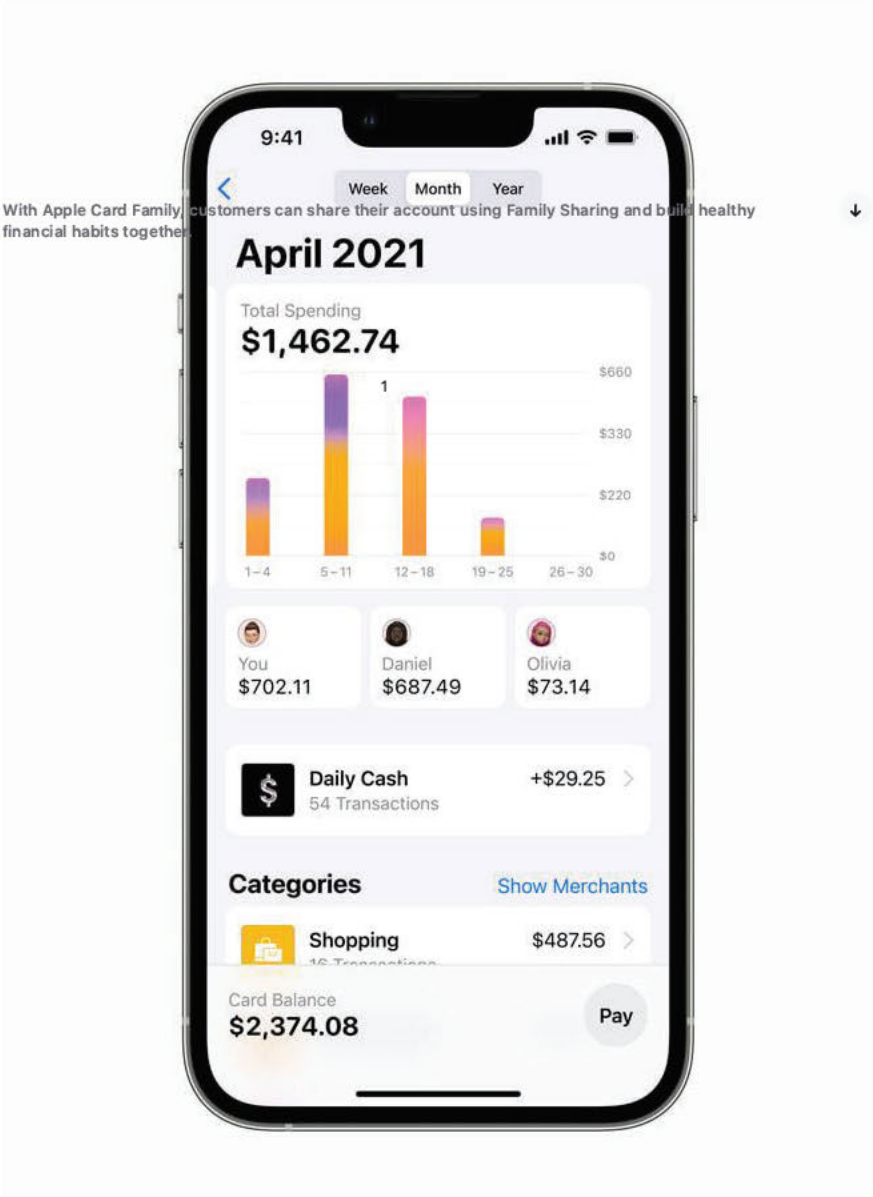 9:41
Week Month Year
With Apple Card Family, customers can share their account using Family Sharing and build healthy
financial habits together.
April 2021
Total Spending
$1,462.74
$660
1
$330
$220
$0
1–4 5–11 12–18 19–25 26–30
You Daniel Olivia
$702.11 $687.49 $73.14
Daily Cash +$29.25
54 Transactions
Categories Show Merchants
Shopping $487.56
16 Transactions
Card Balance
$2,374.08
Pay